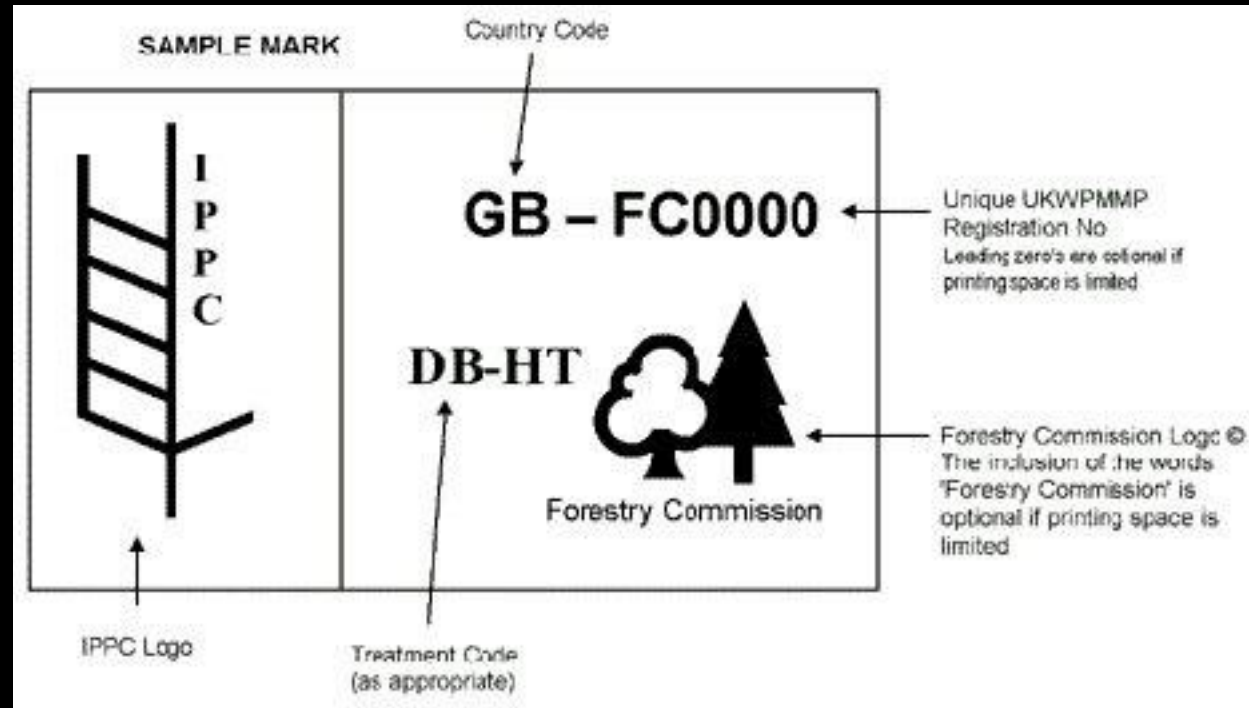 SAMPLE MARK
Country Code
I
P
P
C
GB – FC0000
Unique UKWPMMP
Registration No
Leading zero's are optional if
printing space is limited
DB-HT
Forestry Commission
Forestry Commission Logo ©
The inclusion of the words
'Forestry Commission' is
optional if printing space is
limited
IPPC Logo
Treatment Code
(as appropriate)